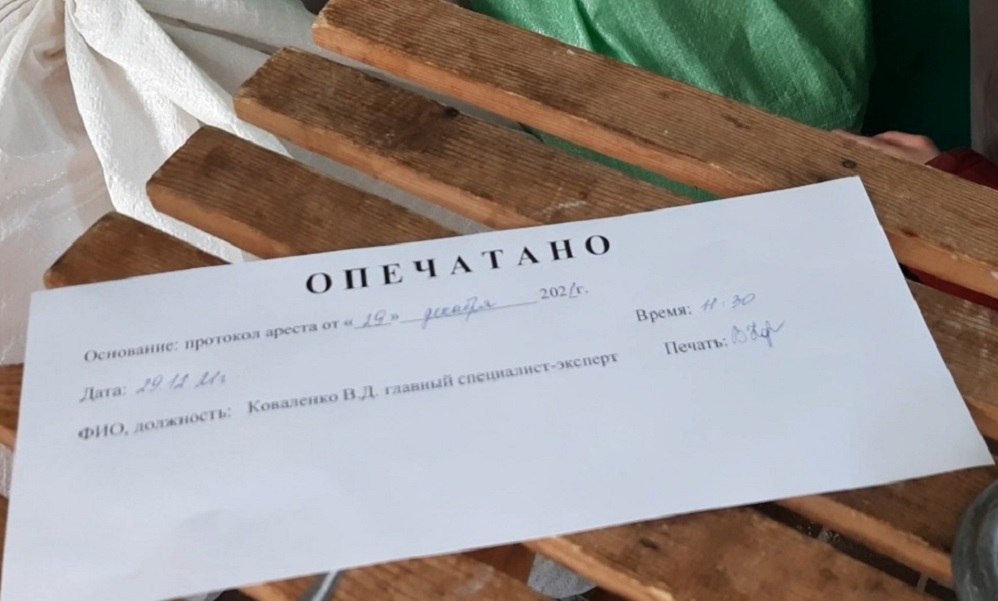 ОПЕЧАТАНО
Основание: протокол ареста от « 29 » декабря 2021г.
Дата: 29.12.21г Время: 11.30
ФИО, должность: Коваленко В.Д. главный специалист-эксперт Печать: